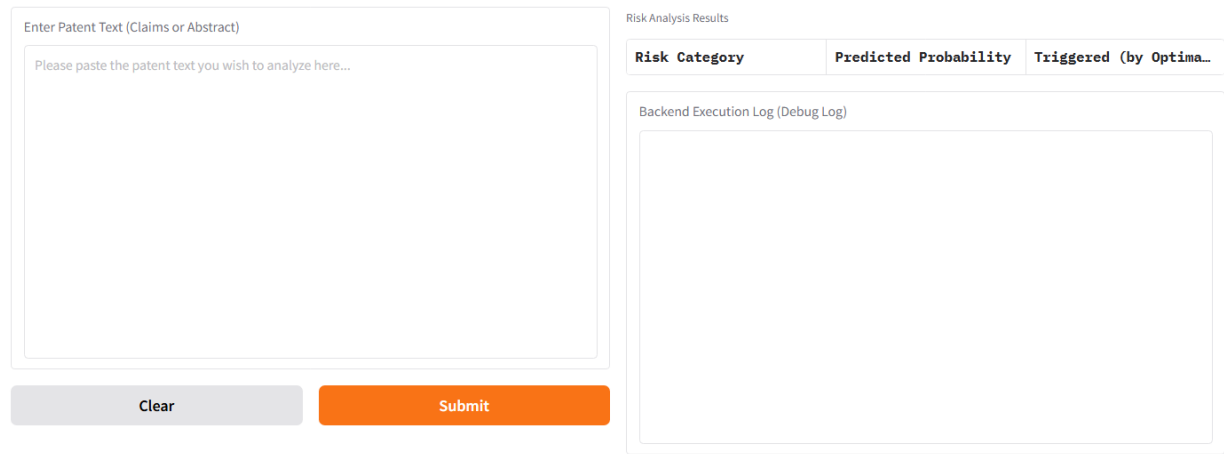 Enter Patent Text (Claims or Abstract)
Please paste the patent text you wish to analyze here...
Clear
Submit
Risk Analysis Results
Risk Category
Predicted Probability
Triggered (by Optima…
Backend Execution Log (Debug Log)